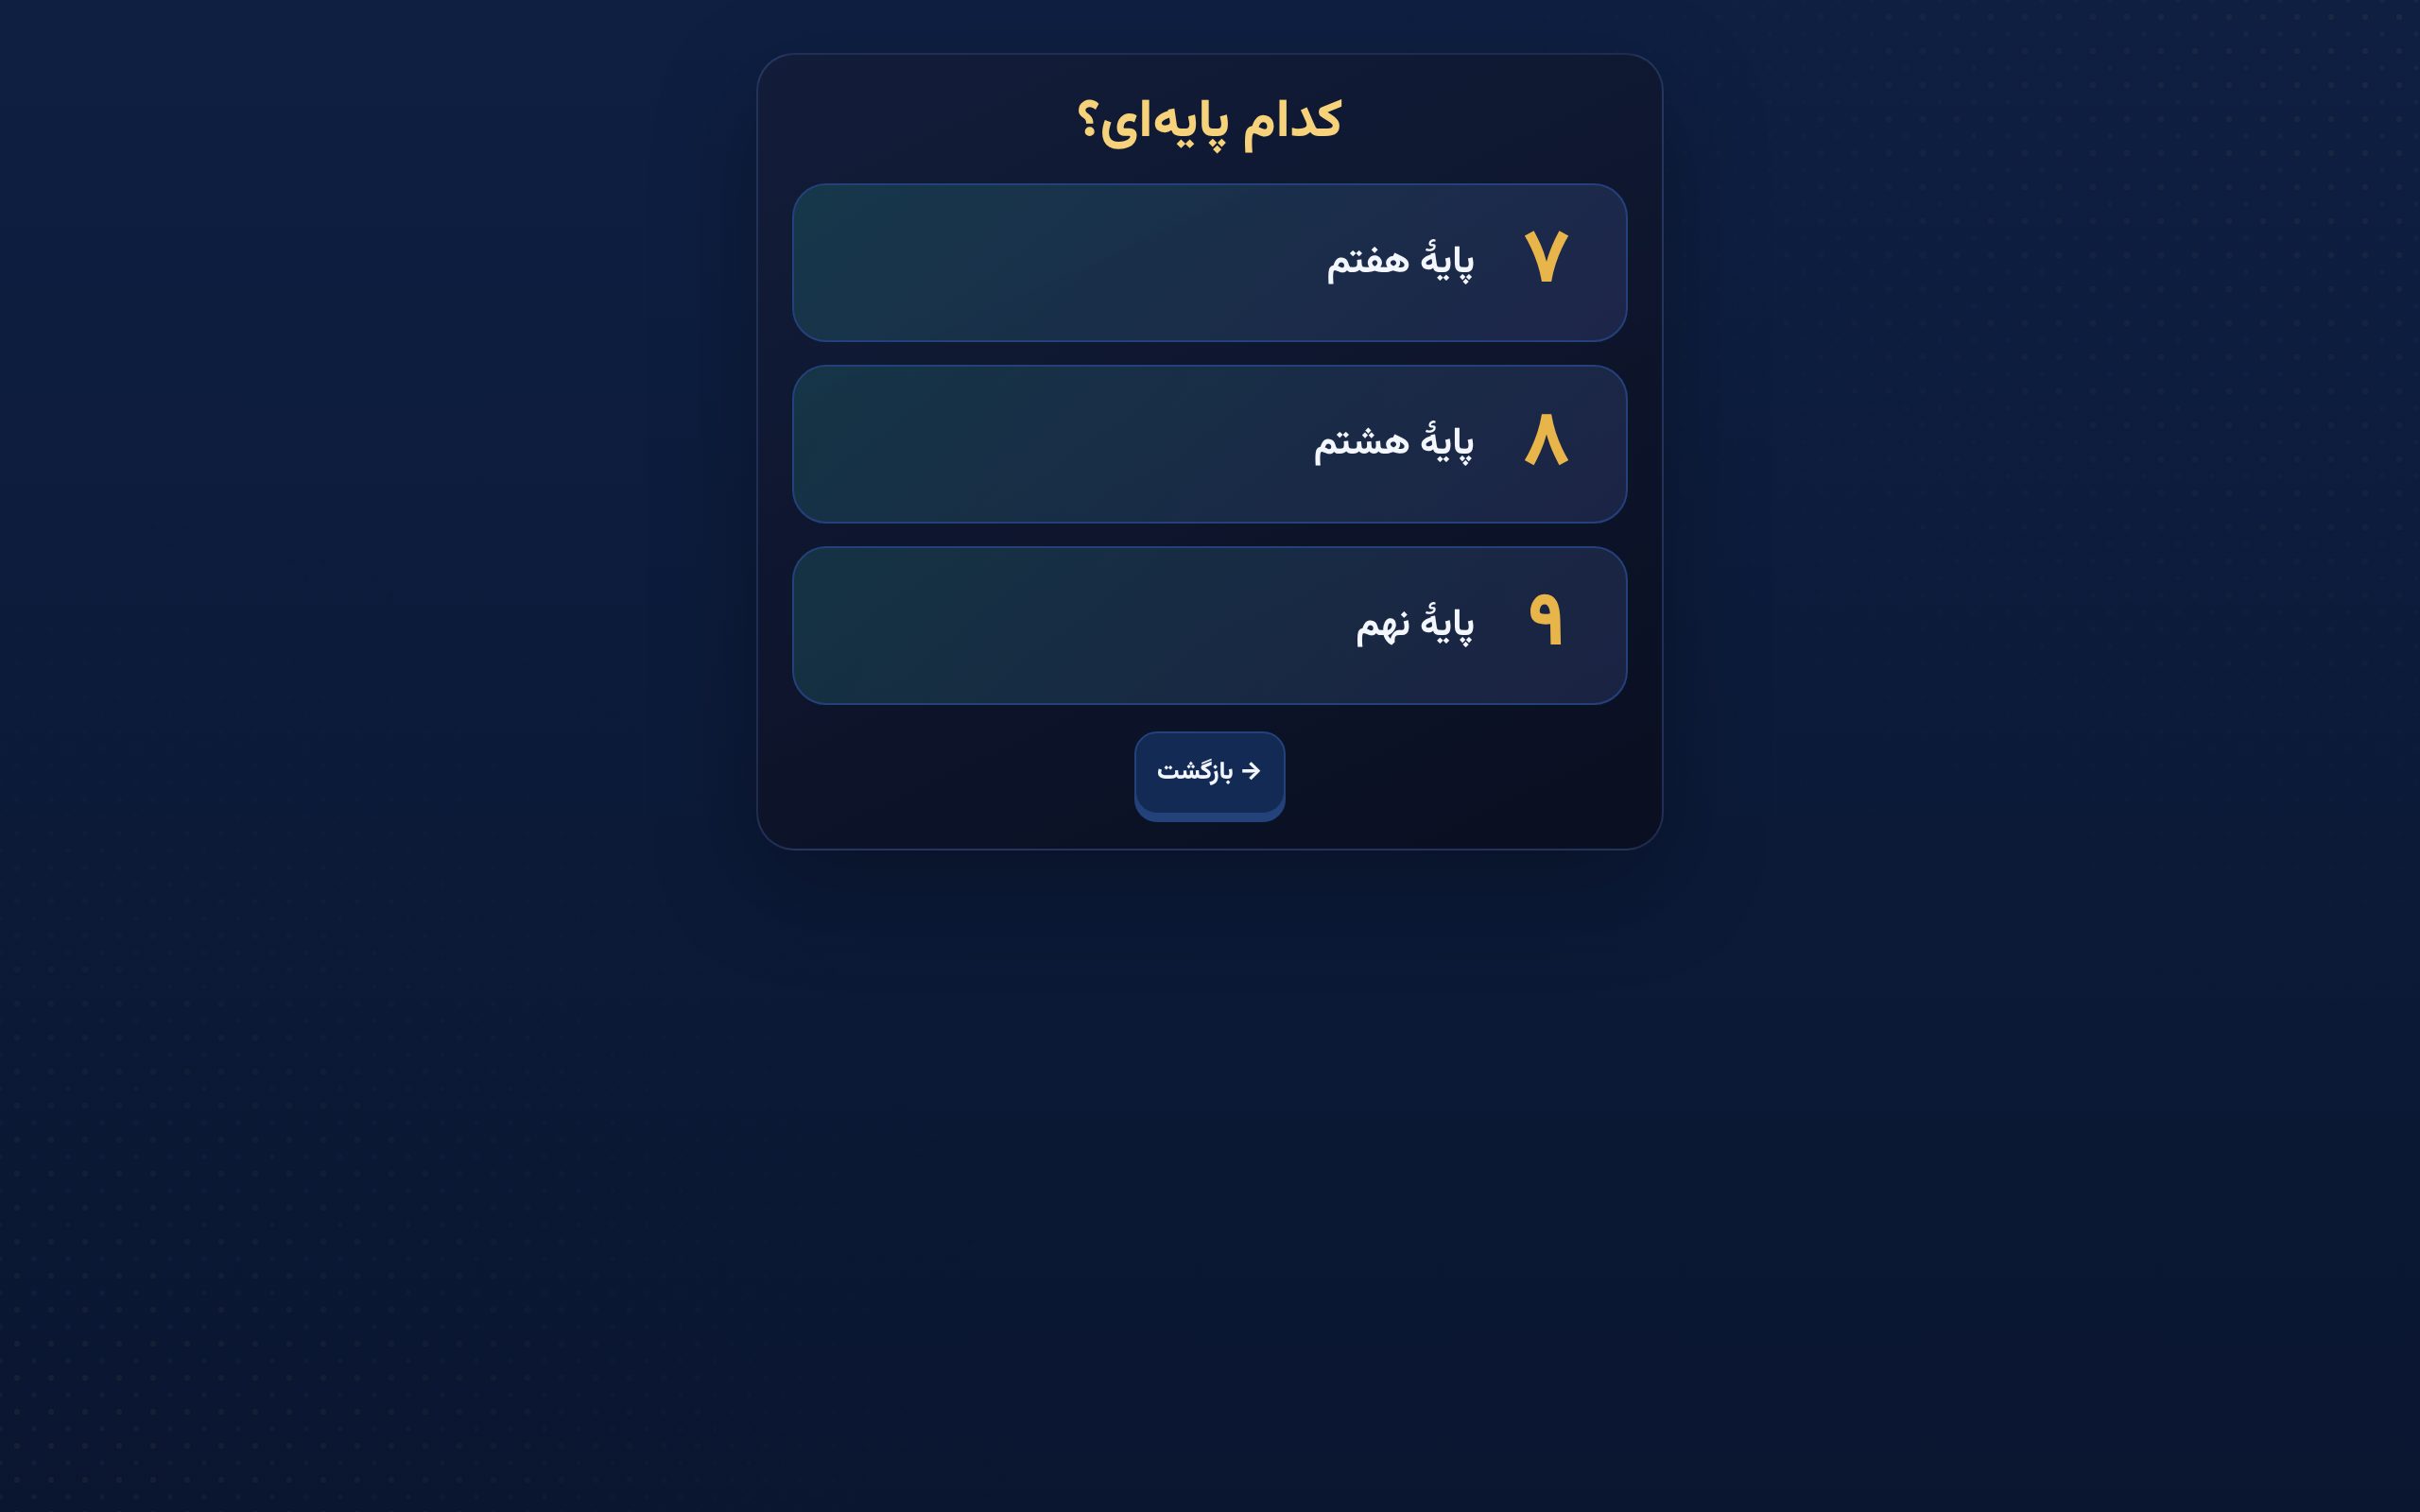 کدام پایه‌ای؟
۷ پایهٔ هفتم
۸ پایهٔ هشتم
۹ پایهٔ نهم
→ بازگشت